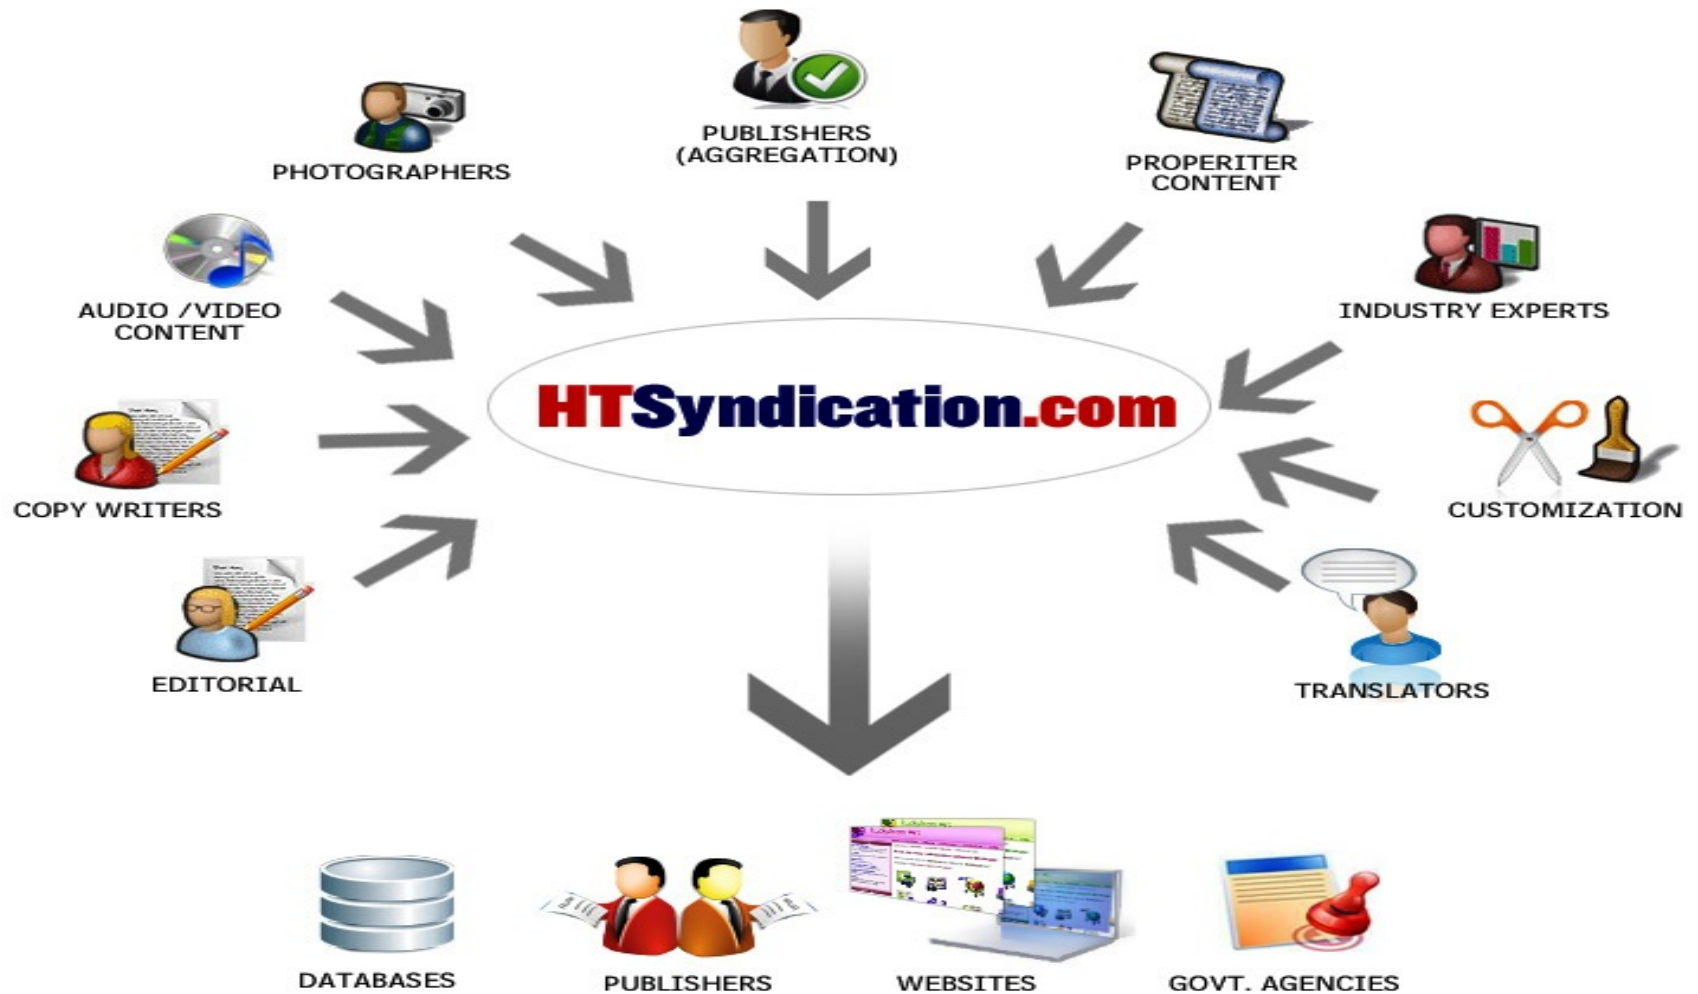 PUBLISHERS
(AGGREGATION)
PHOTOGRAPHERS
PROPERITER
CONTENT
AUDIO /VIDEO
CONTENT
INDUSTRY EXPERTS
HTSyndication.com
COPY WRITERS
CUSTOMIZATION
EDITORIAL
TRANSLATORS
DATABASES
PUBLISHERS
WEBSITES
GOVT. AGENCIES